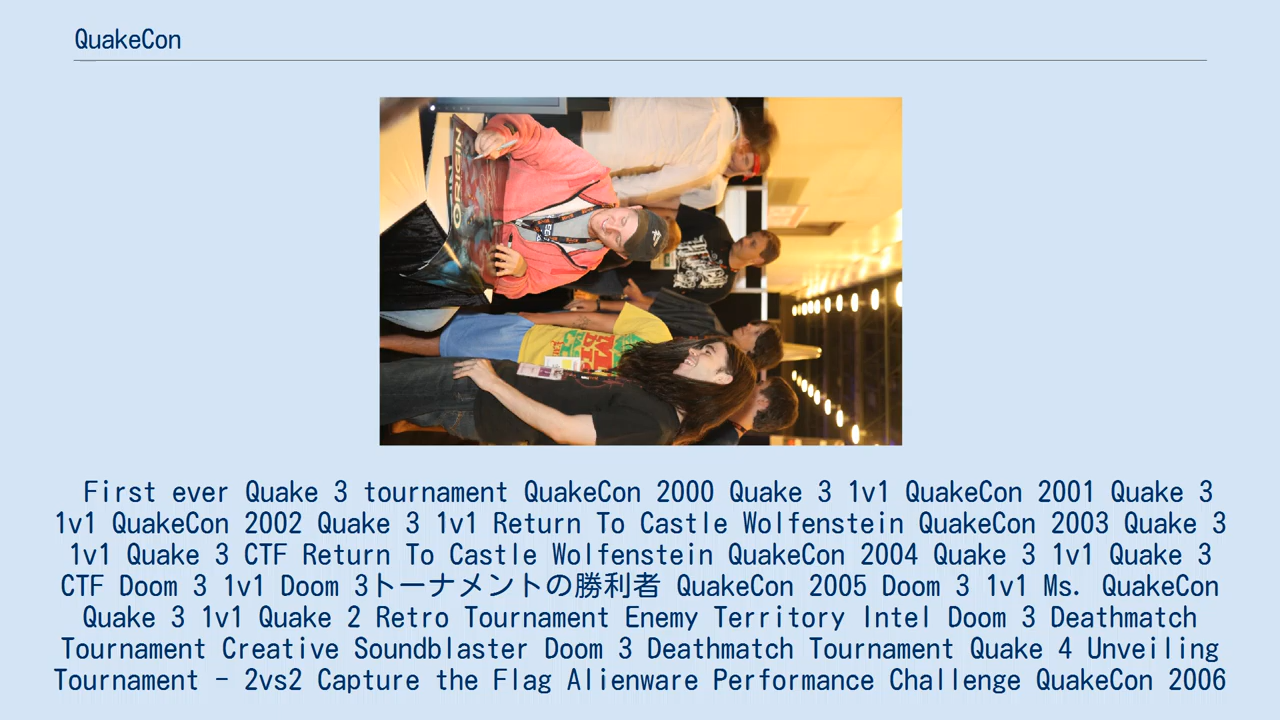 QuakeCon
ORIGIN
First ever Quake 3 tournament QuakeCon 2000 Quake 3 1v1 QuakeCon 2001 Quake 3
1v1 QuakeCon 2002 Quake 3 1v1 Return To Castle Wolfenstein QuakeCon 2003 Quake 3
1v1 Quake 3 CTF Return To Castle Wolfenstein QuakeCon 2004 Quake 3 1v1 Quake 3
CTF Doom 3 1v1 Doom 3トーナメントの勝利者 QuakeCon 2005 Doom 3 1v1 Ms. QuakeCon
Quake 3 1v1 Quake 2 Retro Tournament Enemy Territory Intel Doom 3 Deathmatch
Tournament Creative Soundblaster Doom 3 Deathmatch Tournament Quake 4 Unveiling
Tournament - 2vs2 Capture the Flag Alienware Performance Challenge QuakeCon 2006